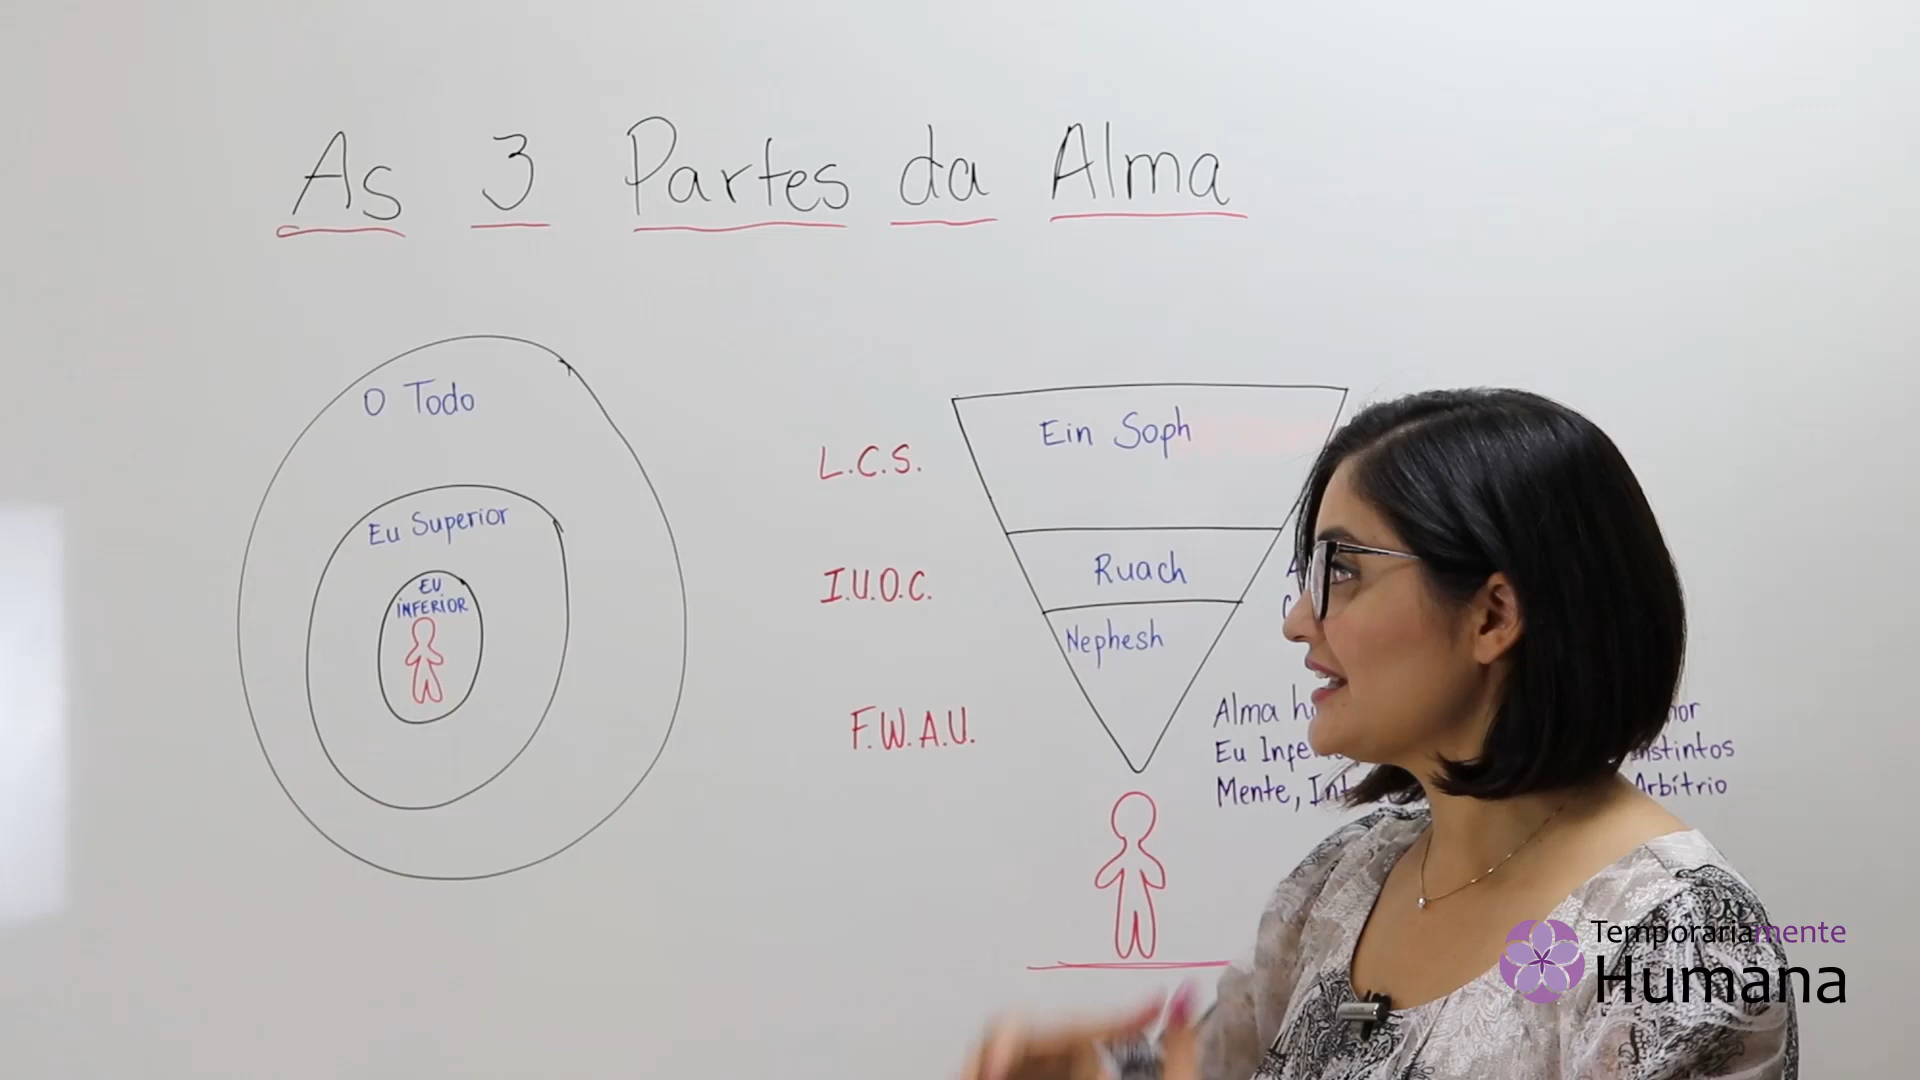 As 3 Partes da Alma
O Todo
Eu Superior
EU
INFERIOR
L.C.S.
I.U.O.C.
F.W.A.U.
Ein Soph
Ruach
Nephesh
Alma
Eu
Mente,
instintos
Arbítrio
Temporariamente
Humana